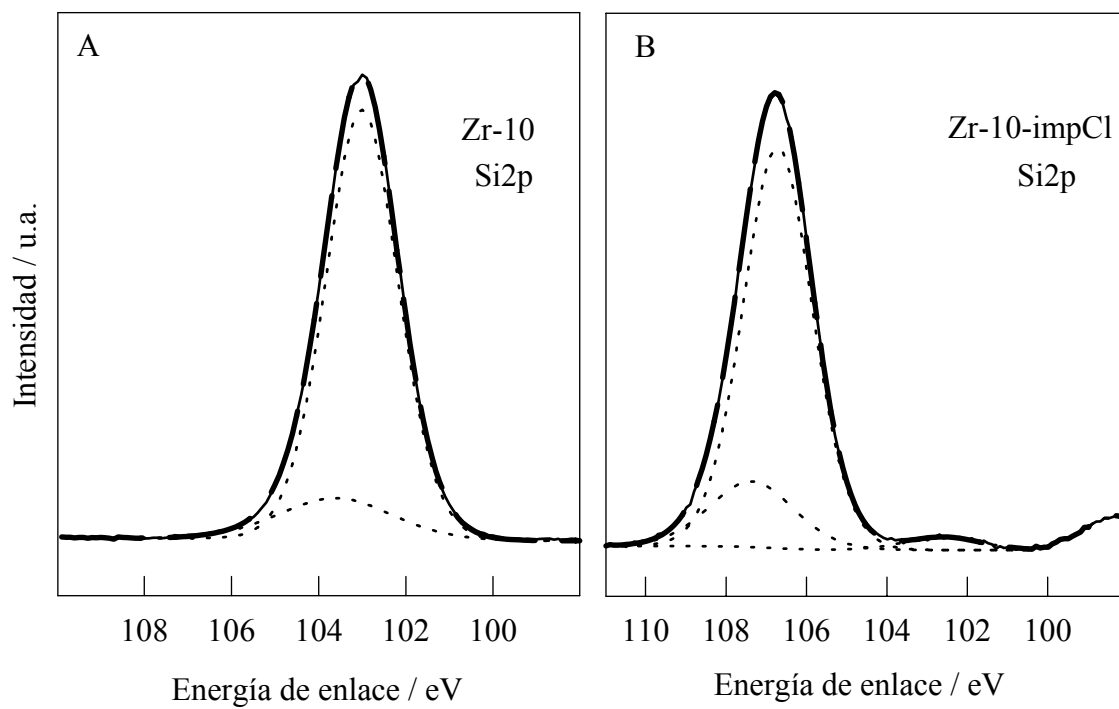 A
Zr-10
Si2p
B
Zr-10-impCl
Si2p
Intensidad / u.a.
108 106 104 102 100
110 108 106 104 102 100
Energía de enlace / eV
Energía de enlace / eV